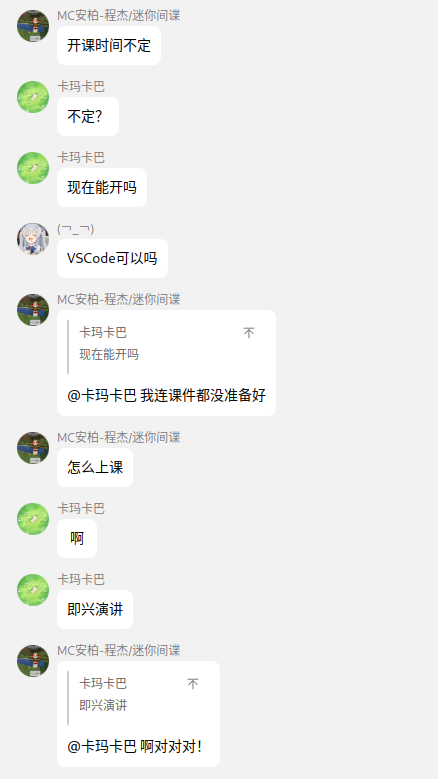 MC安柏-程杰/迷你间谍
开课时间不定
卡玛卡巴
不定？
卡玛卡巴
现在能开吗
(￢_￢)
VSCode可以吗
MC安柏-程杰/迷你间谍
卡玛卡巴
现在能开吗
@卡玛卡巴 我连课件都没准备好
MC安柏-程杰/迷你间谍
怎么上课
卡玛卡巴
啊
卡玛卡巴
即兴演讲
MC安柏-程杰/迷你间谍
卡玛卡巴
即兴演讲
@卡玛卡巴 啊对对对！